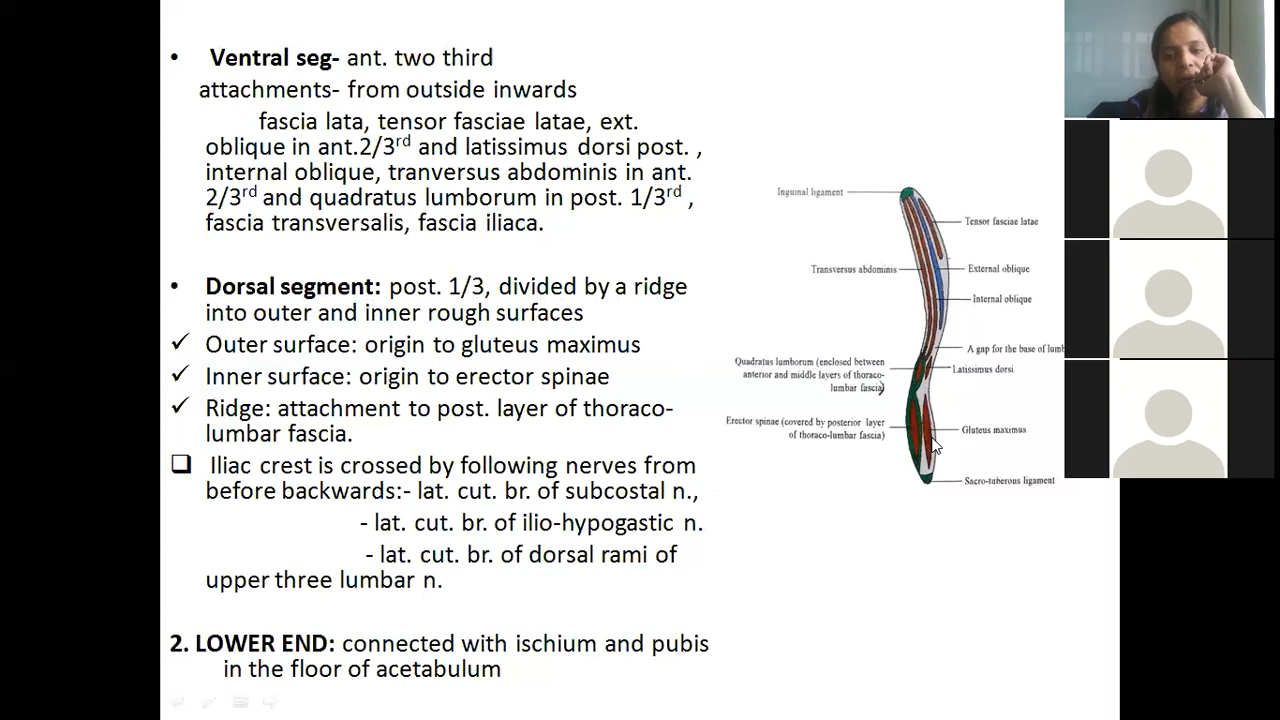 • Ventral seg- ant. two third
attachments- from outside inwards
fascia lata, tensor fasciae latae, ext.
oblique in ant.2/3rd and latissimus dorsi post. ,
internal oblique, tranversus abdominis in ant.
2/3rd and quadratus lumborum in post. 1/3rd ,
fascia transversalis, fascia iliaca.
• Dorsal segment: post. 1/3, divided by a ridge
into outer and inner rough surfaces
✓ Outer surface: origin to gluteus maximus
✓ Inner surface: origin to erector spinae
✓ Ridge: attachment to post. layer of thoraco-
lumbar fascia.
❑ Iliac crest is crossed by following nerves from
before backwards:- lat. cut. br. of subcostal n.,
- lat. cut. br. of ilio-hypogastic n.
- lat. cut. br. of dorsal rami of
upper three lumbar n.
2. LOWER END: connected with ischium and pubis
in the floor of acetabulum
Inguinal ligament
Tensor fasciae latae
Transversus abdominis
External oblique
Internal oblique
A gap for the base of lumb
Quadratus lumborum (enclosed between
anterior and middle layers of thoraco-
lumbar fascia)
Latissimus dorsi
Erector spinae (covered by posterior layer
of thoraco-lumbar fascia)
Gluteus maximus
Sacro-tuberous ligament